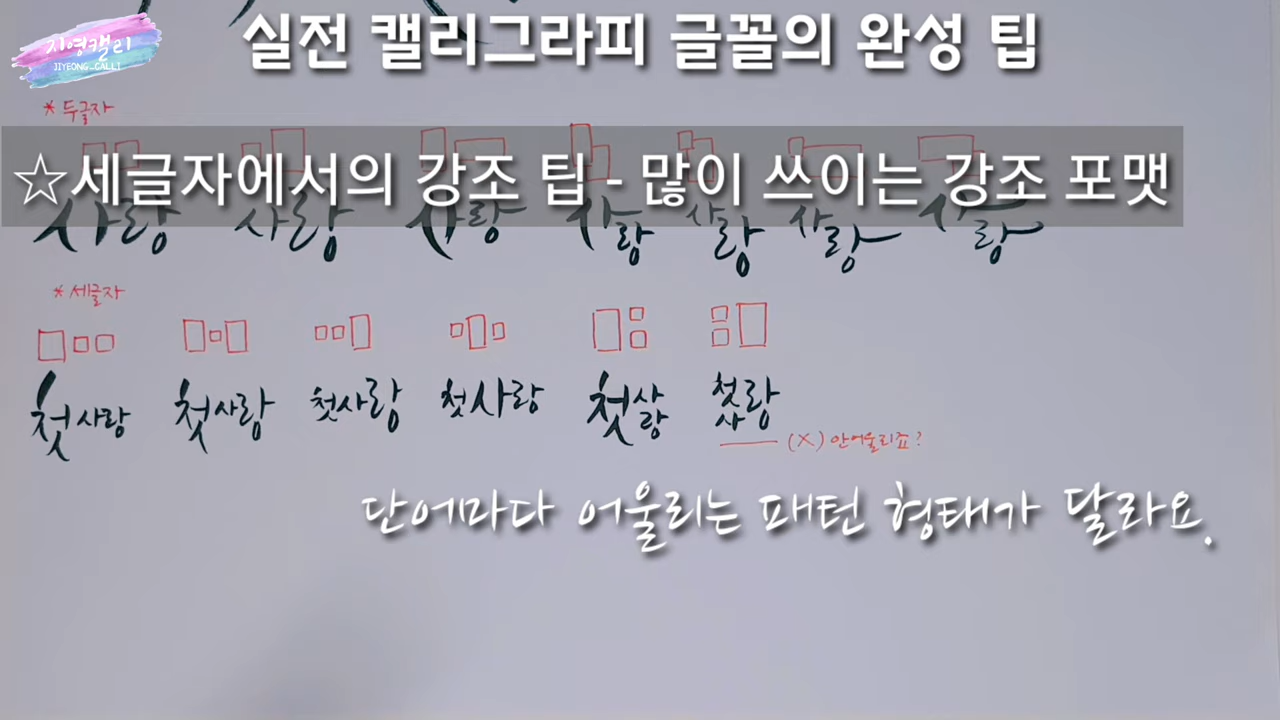 실전 캘리그라피 글꼴의 완성 팁
지영캘리
JIYEONG_CALLI
*두글자
☆세글자에서의 강조 팁 - 많이 쓰이는 강조 포맷
사랑 사랑 사랑 사랑 사랑 사랑 사랑
*세글자
첫사랑 첫사랑 첫사랑 첫사랑 첫사랑 첫사랑
(X) 안어울리죠?
단어마다 어울리는 패턴 형태가 달라요.